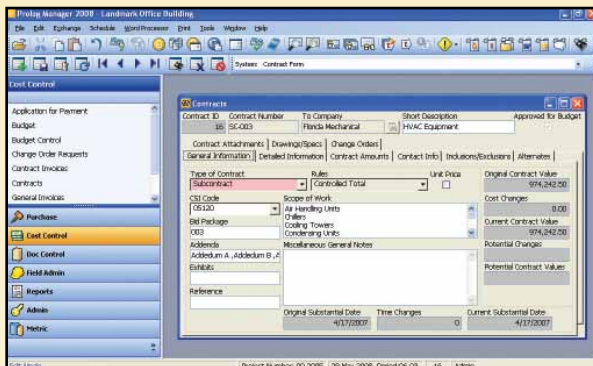 Prolog Manager 2008 - Landmark Office Building
File Edit Exchange Schedule Word Processor Print Tools Window Help
System: Contract Form
Cost Control
Application for Payment
Budget
Budget Control
Change Order Requests
Contract Invoices
Contracts
General Invoices
Purchase
Cost Control
Doc Control
Field Admin
Reports
Admin
Metric
Contracts
Contract ID Contract Number To Company Short Description Approved for Budget
16 SC-003 Florida Mechanical HVAC Equipment
Contract Attachments Drawings/Specs Change Orders
General Information Detailed Information Contract Amounts Contact Info Inclusions/Exclusions Alternates
Type of Contract Rules Unit Price Original Contract Value
Subcontract Controlled Total 974,242.50
CSI Code Scope of Work Cost Changes
05120 Air Handling Units 0.00
Chillers
Bid Package Cooling Towers Current Contract Value
003 Condensing Units 974,242.50
Addenda Miscellaneous General Notes Potential Changes
Addedum A ,Addedum B ,A
Exhibits Potential Contract Values
Reference
Original Substantial Date Time Changes Current Substantial Date
4/17/2007 0 4/17/2007
Edit Mode 16 Admin